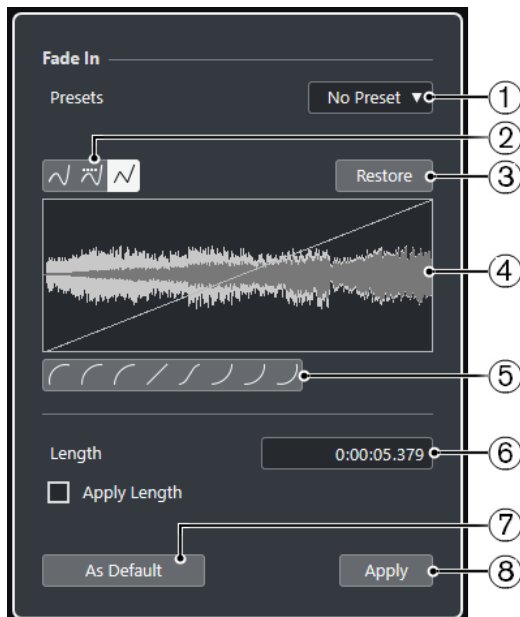 Fade In
Presets
No Preset ▼
①
②
Restore
③
④
⑤
Length
0:00:05.379
⑥
Apply Length
⑦
As Default
Apply
⑧